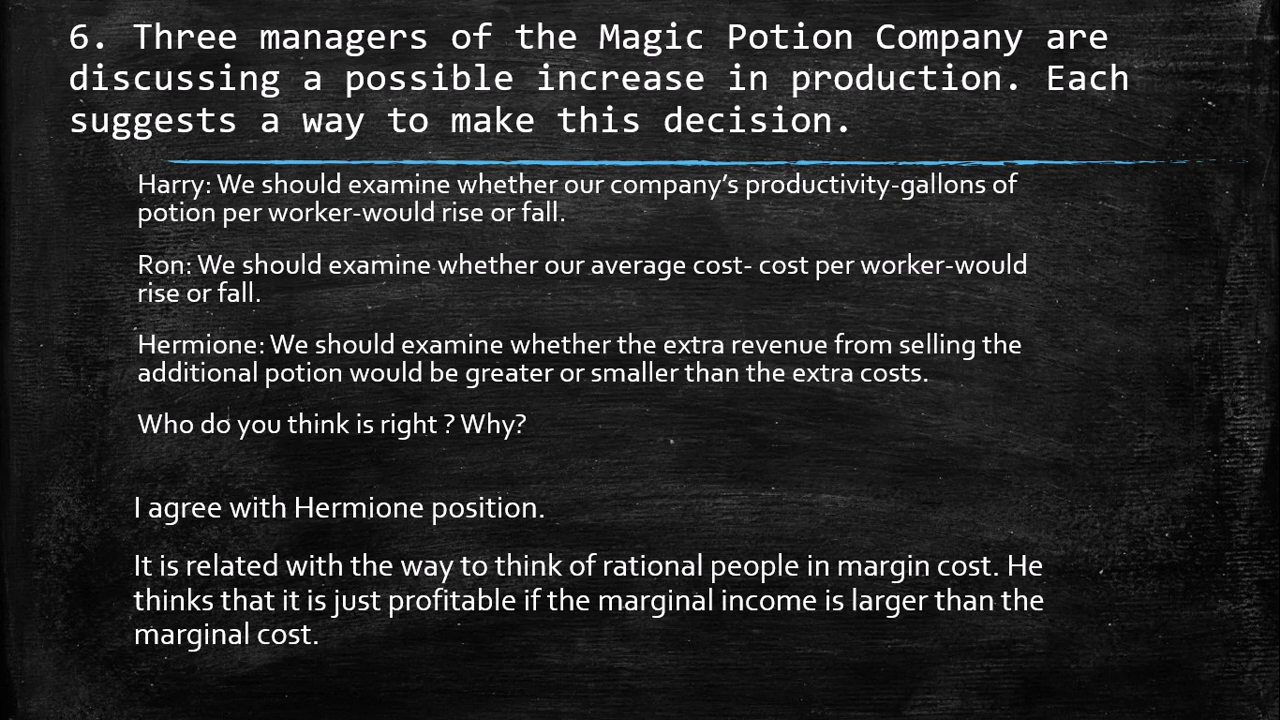 6. Three managers of the Magic Potion Company are
discussing a possible increase in production. Each
suggests a way to make this decision.
Harry: We should examine whether our company’s productivity-gallons of
potion per worker-would rise or fall.
Ron: We should examine whether our average cost- cost per worker-would
rise or fall.
Hermione: We should examine whether the extra revenue from selling the
additional potion would be greater or smaller than the extra costs.
Who do you think is right ? Why?
I agree with Hermione position.
It is related with the way to think of rational people in margin cost. He
thinks that it is just profitable if the marginal income is larger than the
marginal cost.